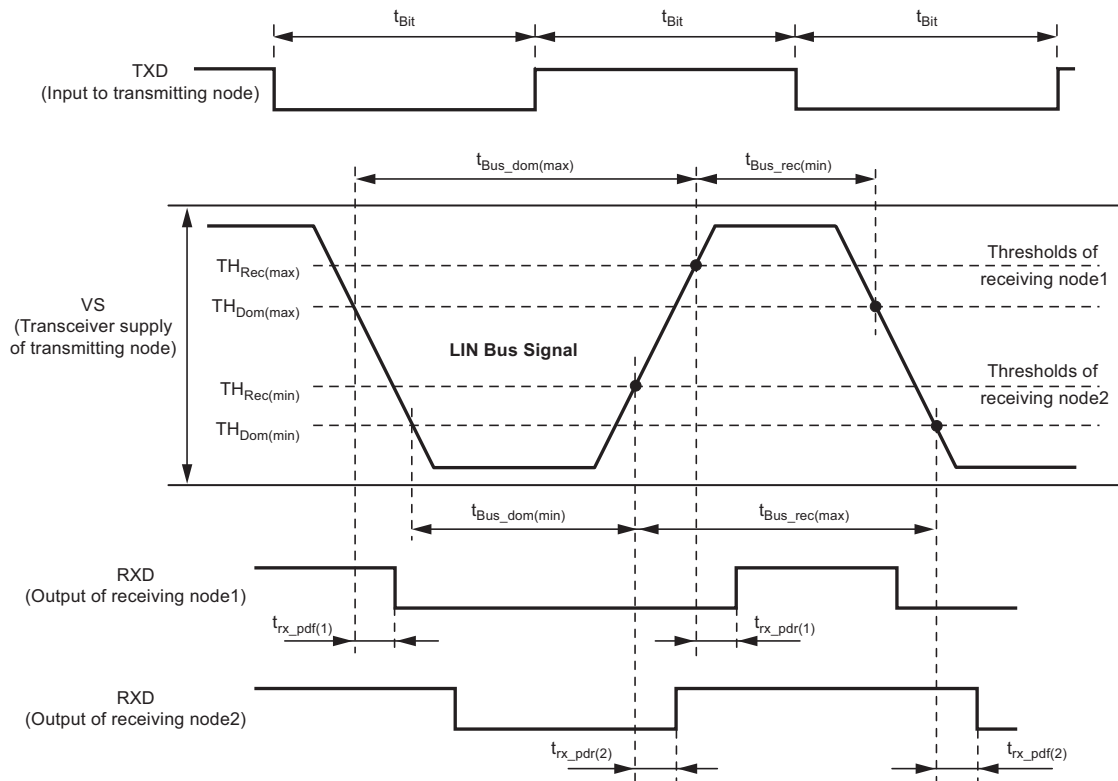 tBit tBit tBit
TXD
(Input to transmitting node)
tBus_dom(max) tBus_rec(min)
THRec(max)
Thresholds of
receiving node1
THDom(max)
VS
(Transceiver supply
of transmitting node)
LIN Bus Signal
THRec(min)
Thresholds of
receiving node2
THDom(min)
tBus_dom(min) tBus_rec(max)
RXD
(Output of receiving node1)
trx_pdf(1) trx_pdr(1)
RXD
(Output of receiving node2)
trx_pdr(2) trx_pdf(2)